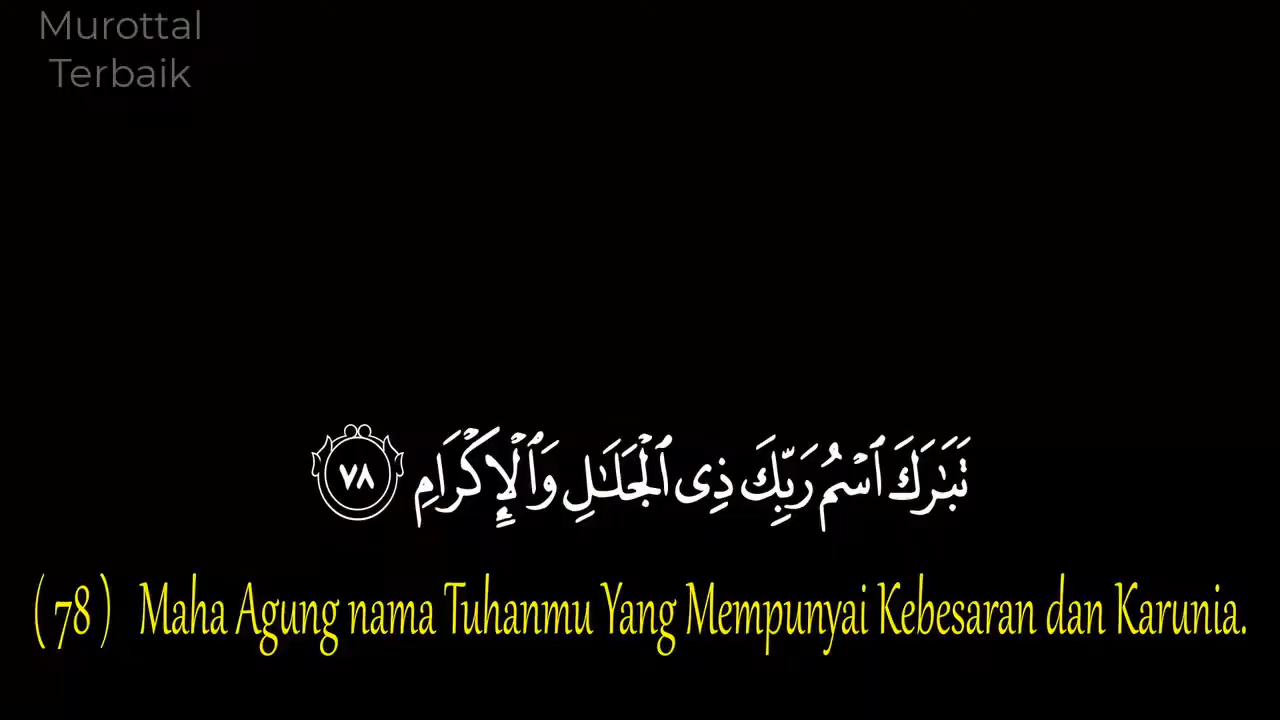 Murottal
Terbaik
تَبَٰرَكَ ٱسْمُ رَبِّكَ ذِى ٱلْجَلَٰلِ وَٱلْإِكْرَامِ ٧٨
( 78 ) Maha Agung nama Tuhanmu Yang Mempunyai Kebesaran dan Karunia.